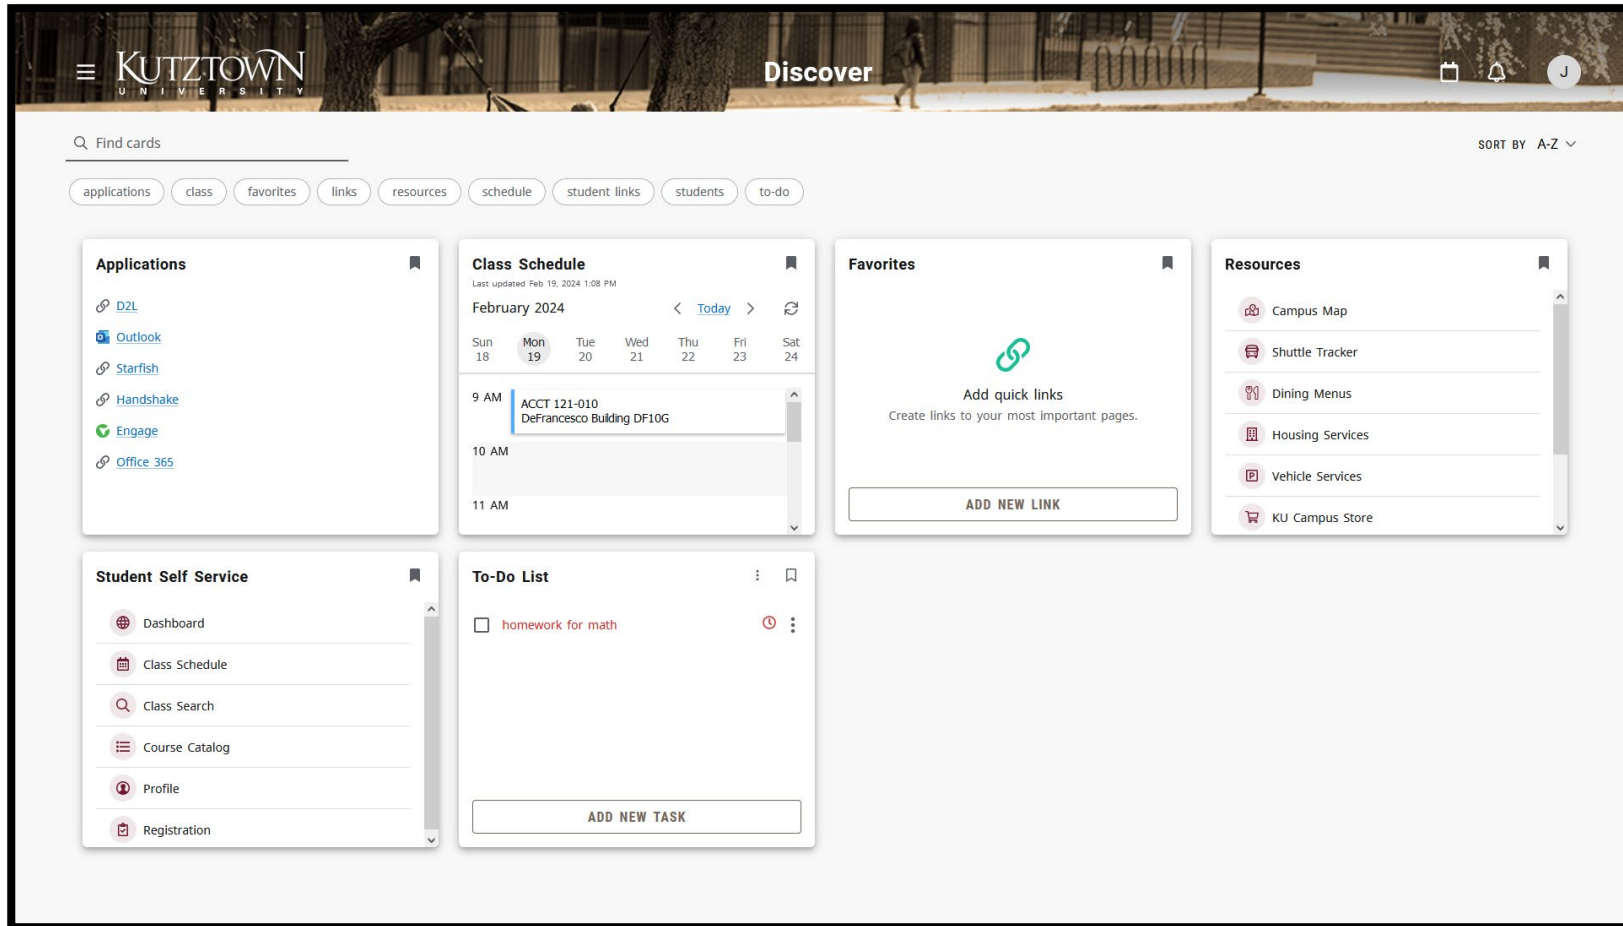 KUTZTOWN
UNIVERSITY
Discover
J
Find cards
SORT BY A-Z
applications class favorites links resources schedule student links students to-do
Applications
D2L
Outlook
Starfish
Handshake
Engage
Office 365
Class Schedule
Last updated Feb 19, 2024 1:08 PM
February 2024 Today
Sun Mon Tue Wed Thu Fri Sat
18 19 20 21 22 23 24
9 AM
ACCT 121-010
DeFrancesco Building DF10G
10 AM
11 AM
Favorites
Add quick links
Create links to your most important pages.
ADD NEW LINK
Resources
Campus Map
Shuttle Tracker
Dining Menus
Housing Services
Vehicle Services
KU Campus Store
Student Self Service
Dashboard
Class Schedule
Class Search
Course Catalog
Profile
Registration
To-Do List
homework for math
ADD NEW TASK